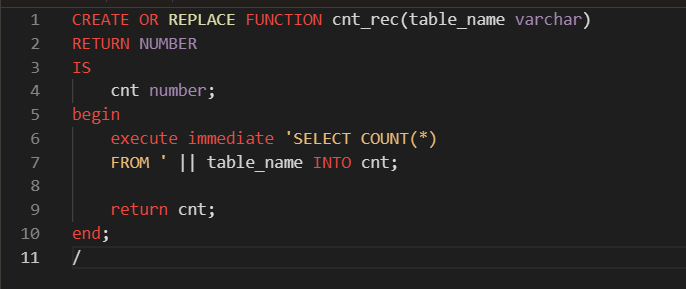 1 CREATE OR REPLACE FUNCTION cnt_rec(table_name varchar)
2 RETURN NUMBER
3 IS
4     cnt number;
5 begin
6     execute immediate 'SELECT COUNT(*)
7     FROM ' || table_name INTO cnt;
8
9     return cnt;
10 end;
11 /